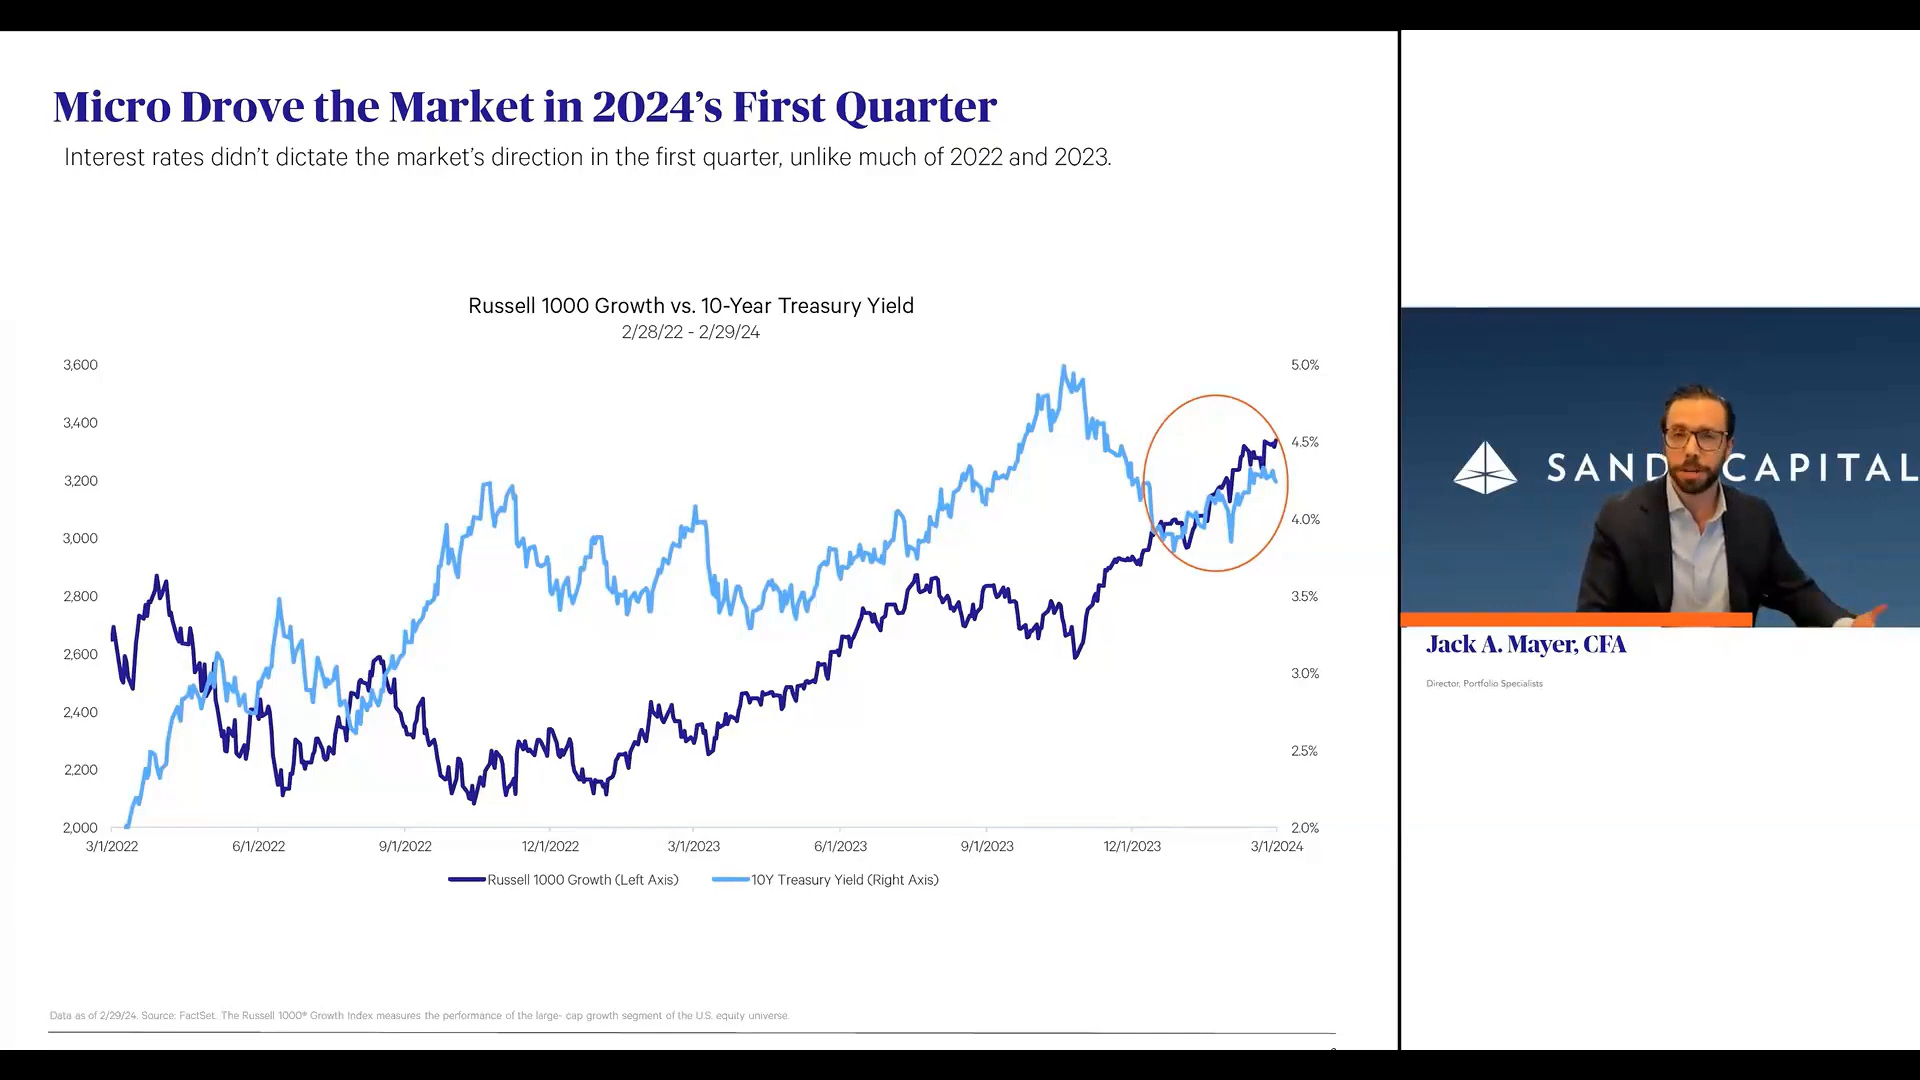 Micro Drove the Market in 2024’s First Quarter
Interest rates didn’t dictate the market’s direction in the first quarter, unlike much of 2022 and 2023.
Russell 1000 Growth vs. 10-Year Treasury Yield
2/28/22 - 2/29/24
3,600
3,400
3,200
3,000
2,800
2,600
2,400
2,200
2,000
5.0%
4.5%
4.0%
3.5%
3.0%
2.5%
2.0%
3/1/2022 6/1/2022 9/1/2022 12/1/2022 3/1/2023 6/1/2023 9/1/2023 12/1/2023 3/1/2024
Russell 1000 Growth (Left Axis) 10Y Treasury Yield (Right Axis)
Data as of 2/29/24. Source: FactSet. The Russell 1000® Growth Index measures the performance of the large- cap growth segment of the U.S. equity universe.
SAND CAPITAL
Jack A. Mayer, CFA
Director, Portfolio Specialists